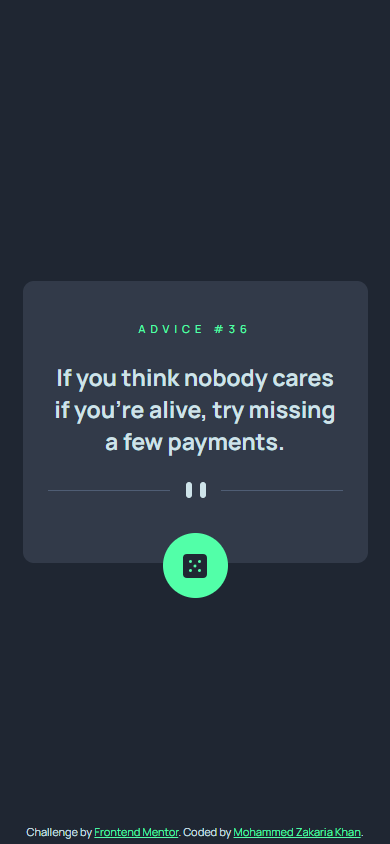 ADVICE #36
If you think nobody cares
if you're alive, try missing
a few payments.
Challenge by Frontend Mentor. Coded by Mohammed Zakaria Khan.